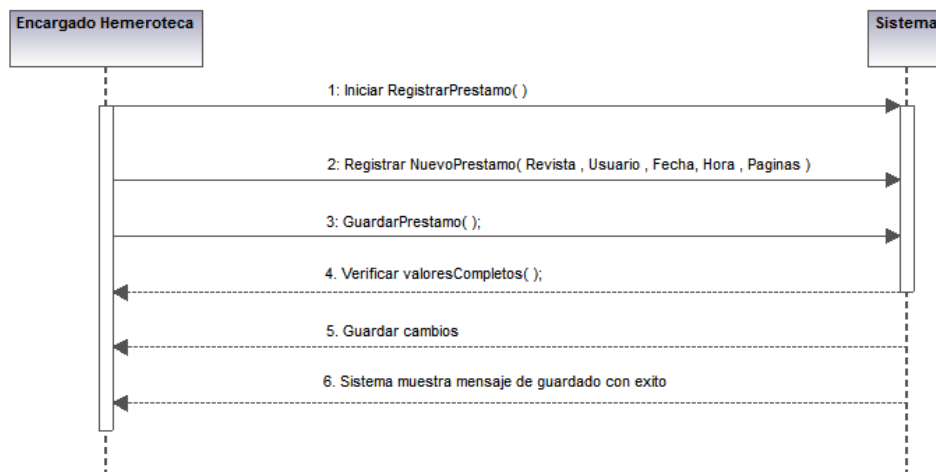 Encargado Hemeroteca
Sistema
1: Iniciar RegistrarPrestamo( )
2: Registrar NuevoPrestamo( Revista , Usuario , Fecha, Hora , Paginas )
3: GuardarPrestamo( );
4. Verificar valoresCompletos( );
5. Guardar cambios
6. Sistema muestra mensaje de guardado con exito